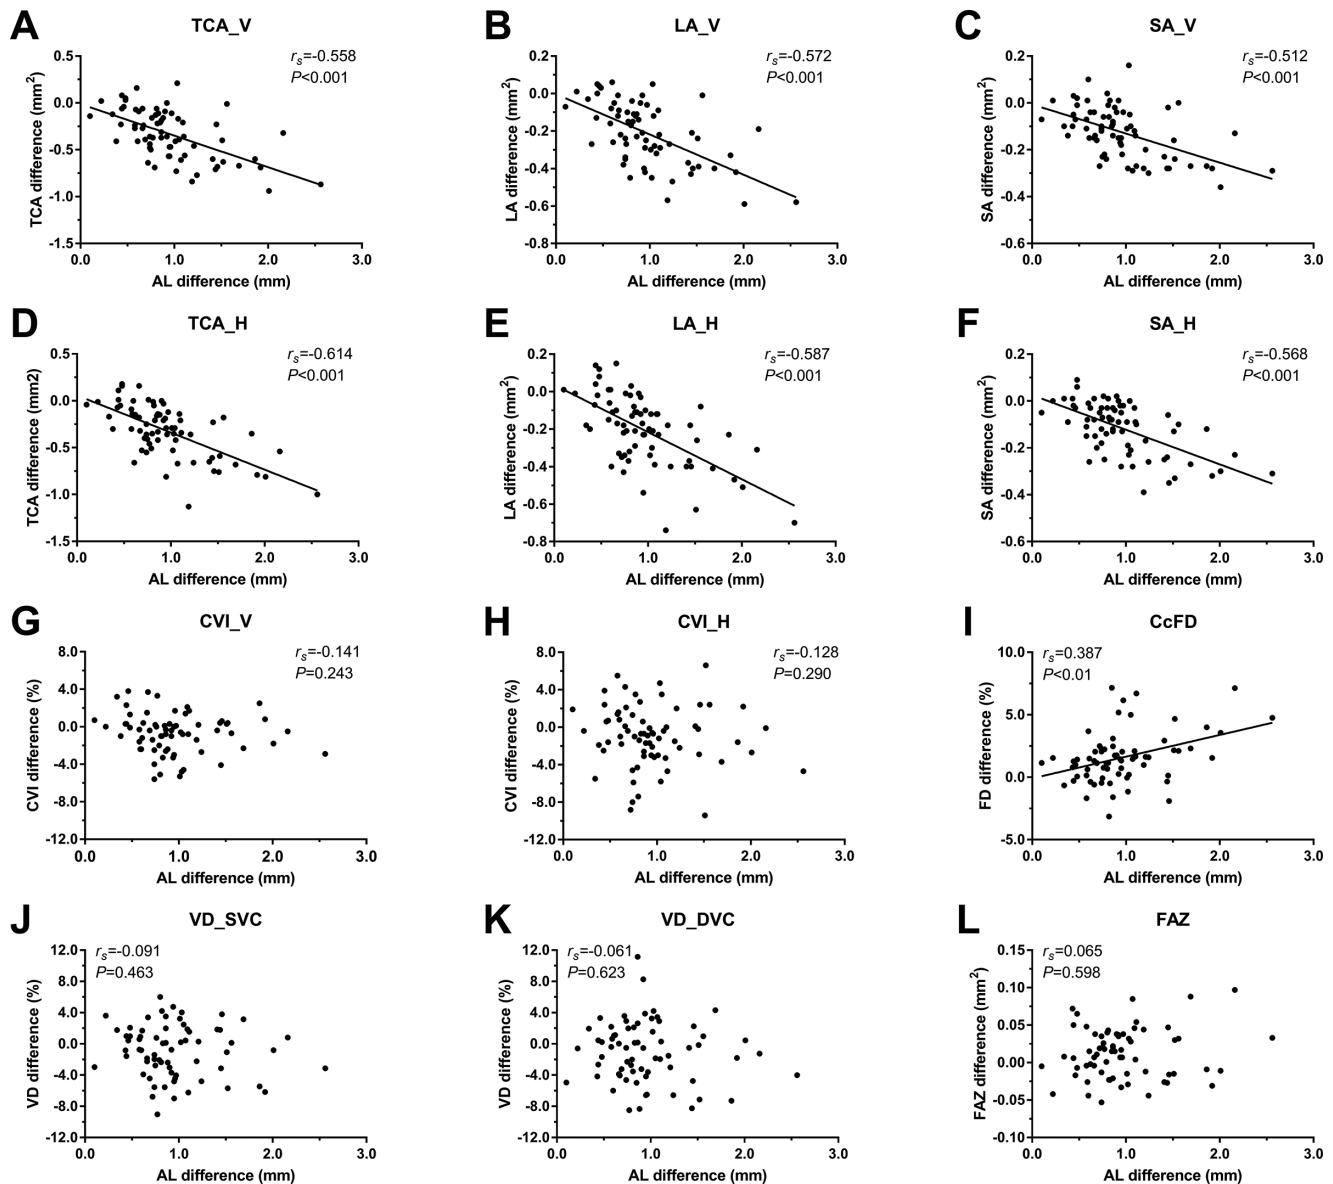 A TCA_V
rs=-0.558
P<0.001
TCA difference (mm2)
0.5
0.0
-0.5
-1.0
-1.5
0.0 1.0 2.0 3.0
AL difference (mm)
B LA_V
rs=-0.572
P<0.001
LA difference (mm2)
0.2
0.0
-0.2
-0.4
-0.6
-0.8
0.0 1.0 2.0 3.0
AL difference (mm)
C SA_V
rs=-0.512
P<0.001
SA difference (mm2)
0.2
0.0
-0.2
-0.4
-0.6
0.0 1.0 2.0 3.0
AL difference (mm)
D TCA_H
rs=-0.614
P<0.001
TCA difference (mm2)
0.5
0.0
-0.5
-1.0
-1.5
0.0 1.0 2.0 3.0
AL difference (mm)
E LA_H
rs=-0.587
P<0.001
LA difference (mm2)
0.2
0.0
-0.2
-0.4
-0.6
-0.8
0.0 1.0 2.0 3.0
AL difference (mm)
F SA_H
rs=-0.568
P<0.001
SA difference (mm2)
0.2
0.0
-0.2
-0.4
-0.6
0.0 1.0 2.0 3.0
AL difference (mm)
G CVI_V
rs=-0.141
P=0.243
CVI difference (%)
8.0
4.0
0.0
-4.0
-8.0
-12.0
0.0 1.0 2.0 3.0
AL difference (mm)
H CVI_H
rs=-0.128
P=0.290
CVI difference (%)
8.0
4.0
0.0
-4.0
-8.0
-12.0
0.0 1.0 2.0 3.0
AL difference (mm)
I CcFD
rs=0.387
P<0.01
FD difference (%)
10.0
5.0
0.0
-5.0
0.0 1.0 2.0 3.0
AL difference (mm)
J VD_SVC
rs=-0.091
P=0.463
VD difference (%)
12.0
8.0
4.0
0.0
-4.0
-8.0
-12.0
0.0 1.0 2.0 3.0
AL difference (mm)
K VD_DVC
rs=-0.061
P=0.623
VD difference (%)
12.0
8.0
4.0
0.0
-4.0
-8.0
-12.0
0.0 1.0 2.0 3.0
AL difference (mm)
L FAZ
rs=0.065
P=0.598
FAZ difference (mm2)
0.15
0.10
0.05
0.00
-0.05
-0.10
0.0 1.0 2.0 3.0
AL difference (mm)